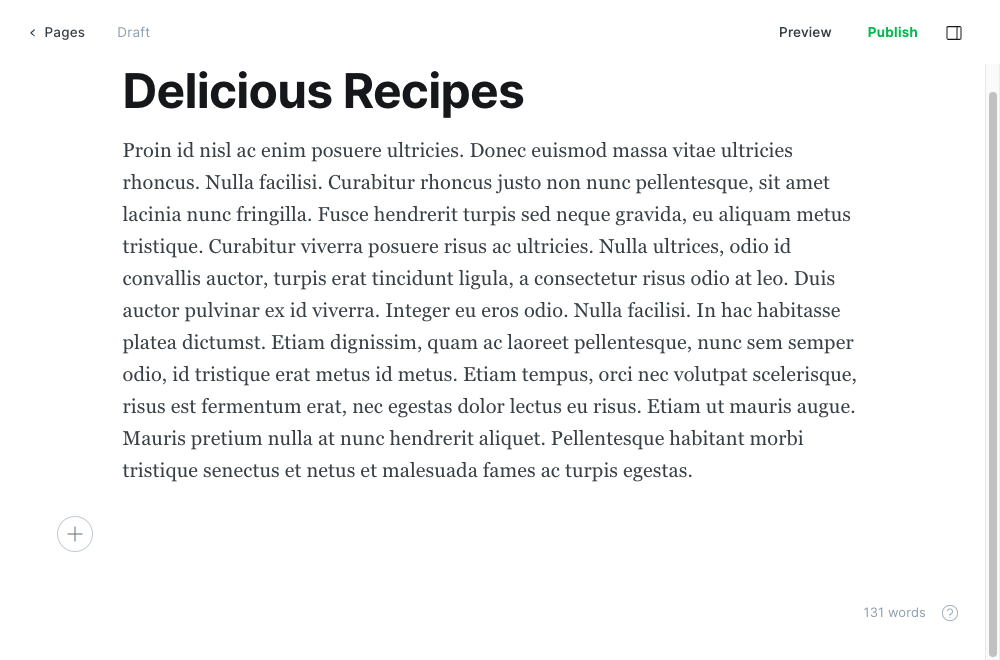 Pages Draft Preview Publish
Delicious Recipes
Proin id nisl ac enim posuere ultricies. Donec euismod massa vitae ultricies
rhoncus. Nulla facilisi. Curabitur rhoncus justo non nunc pellentesque, sit amet
lacinia nunc fringilla. Fusce hendrerit turpis sed neque gravida, eu aliquam metus
tristique. Curabitur viverra posuere risus ac ultricies. Nulla ultrices, odio id
convallis auctor, turpis erat tincidunt ligula, a consectetur risus odio at leo. Duis
auctor pulvinar ex id viverra. Integer eu eros odio. Nulla facilisi. In hac habitasse
platea dictumst. Etiam dignissim, quam ac laoreet pellentesque, nunc sem semper
odio, id tristique erat metus id metus. Etiam tempus, orci nec volutpat scelerisque,
risus est fermentum erat, nec egestas dolor lectus eu risus. Etiam ut mauris augue.
Mauris pretium nulla at nunc hendrerit aliquet. Pellentesque habitant morbi
tristique senectus et netus et malesuada fames ac turpis egestas.
131 words ?